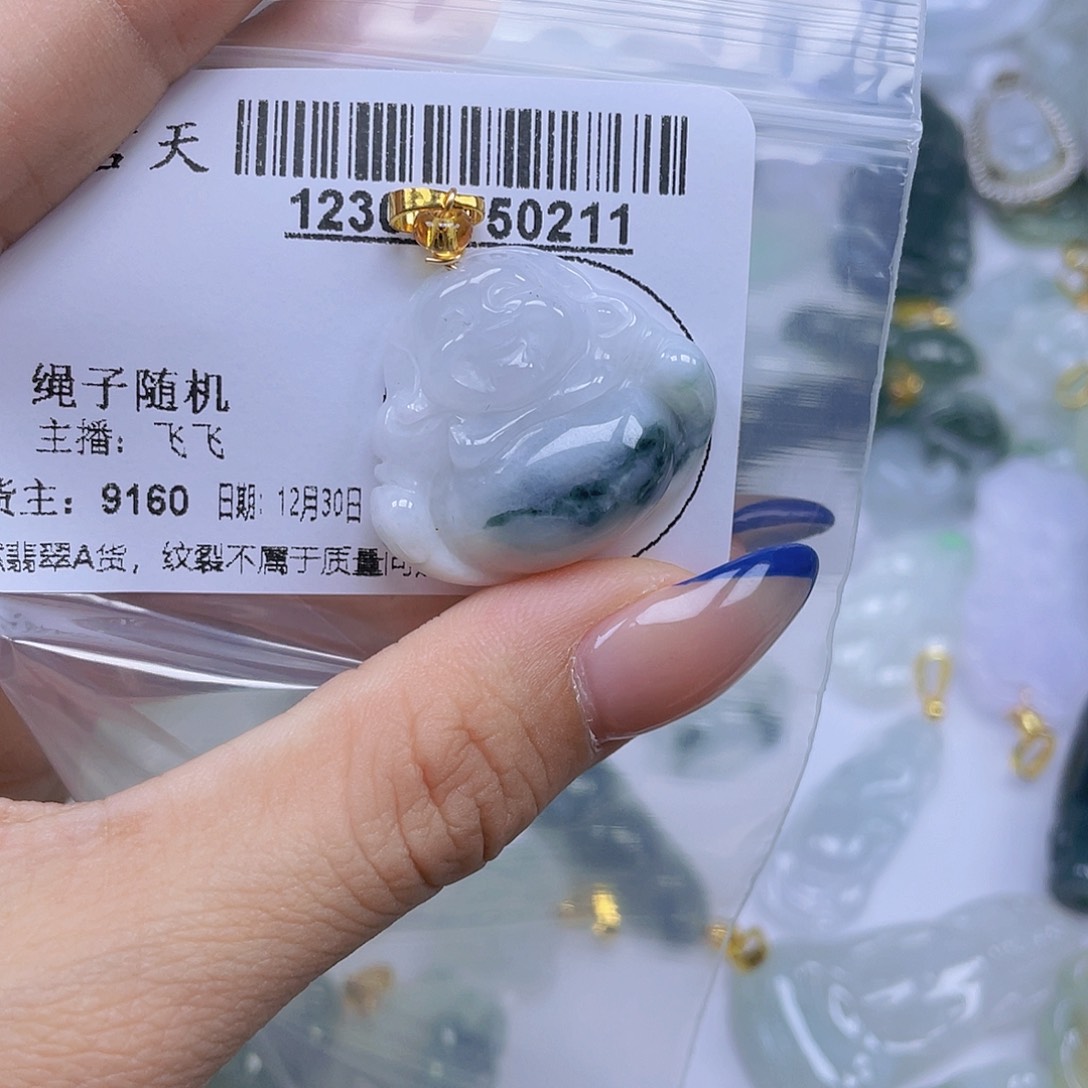 天
1230 50211
绳子随机
主播：飞飞
货主：9160 日期：12月30日
翡翠A货，纹裂不属于质量问